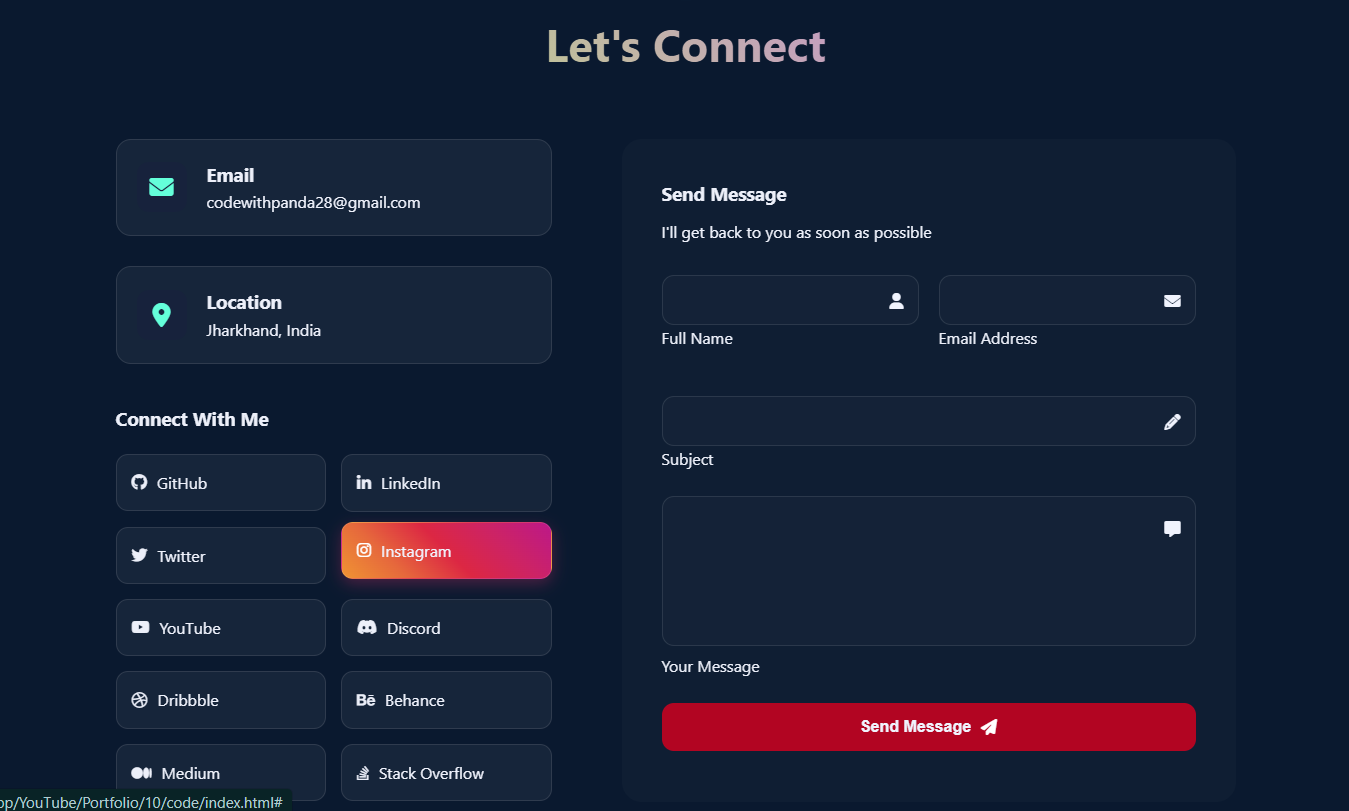 Let's Connect
Email
codewithpanda28@gmail.com
Location
Jharkhand, India
Connect With Me
GitHub
LinkedIn
Twitter
Instagram
YouTube
Discord
Dribbble
Bē Behance
Medium
Stack Overflow
Send Message
I'll get back to you as soon as possible
Full Name
Email Address
Subject
Your Message
Send Message
/YouTube/Portfolio/10/code/index.html#